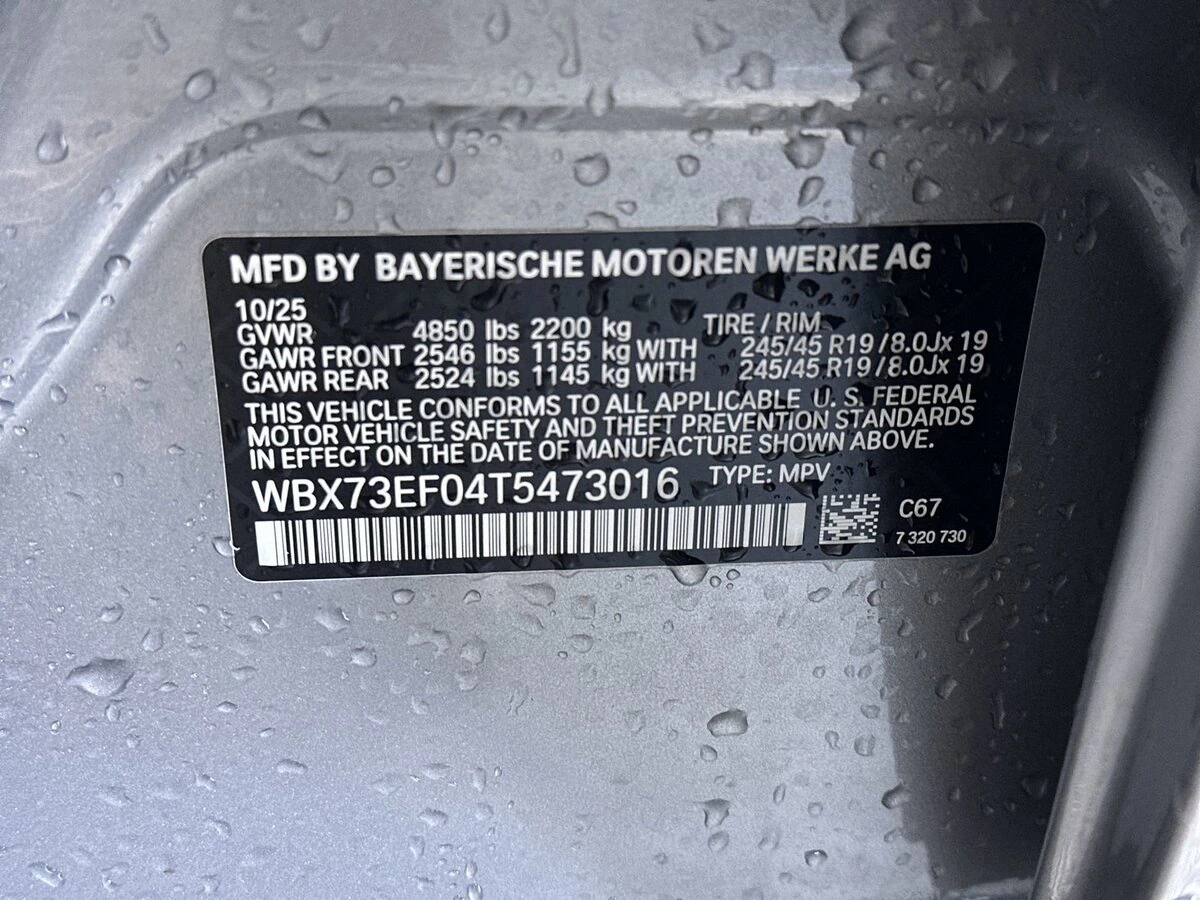 MFD BY BAYERISCHE MOTOREN WERKE AG
10/25
GVWR 4850 lbs 2200 kg TIRE / RIM
GAWR FRONT 2546 lbs 1155 kg WITH 245/45 R19 / 8.0Jx 19
GAWR REAR 2524 lbs 1145 kg WITH 245/45 R19 / 8.0Jx 19
THIS VEHICLE CONFORMS TO ALL APPLICABLE U. S. FEDERAL
MOTOR VEHICLE SAFETY AND THEFT PREVENTION STANDARDS
IN EFFECT ON THE DATE OF MANUFACTURE SHOWN ABOVE.
WBX73EF04T5473016 TYPE: MPV
C67
7 320 730